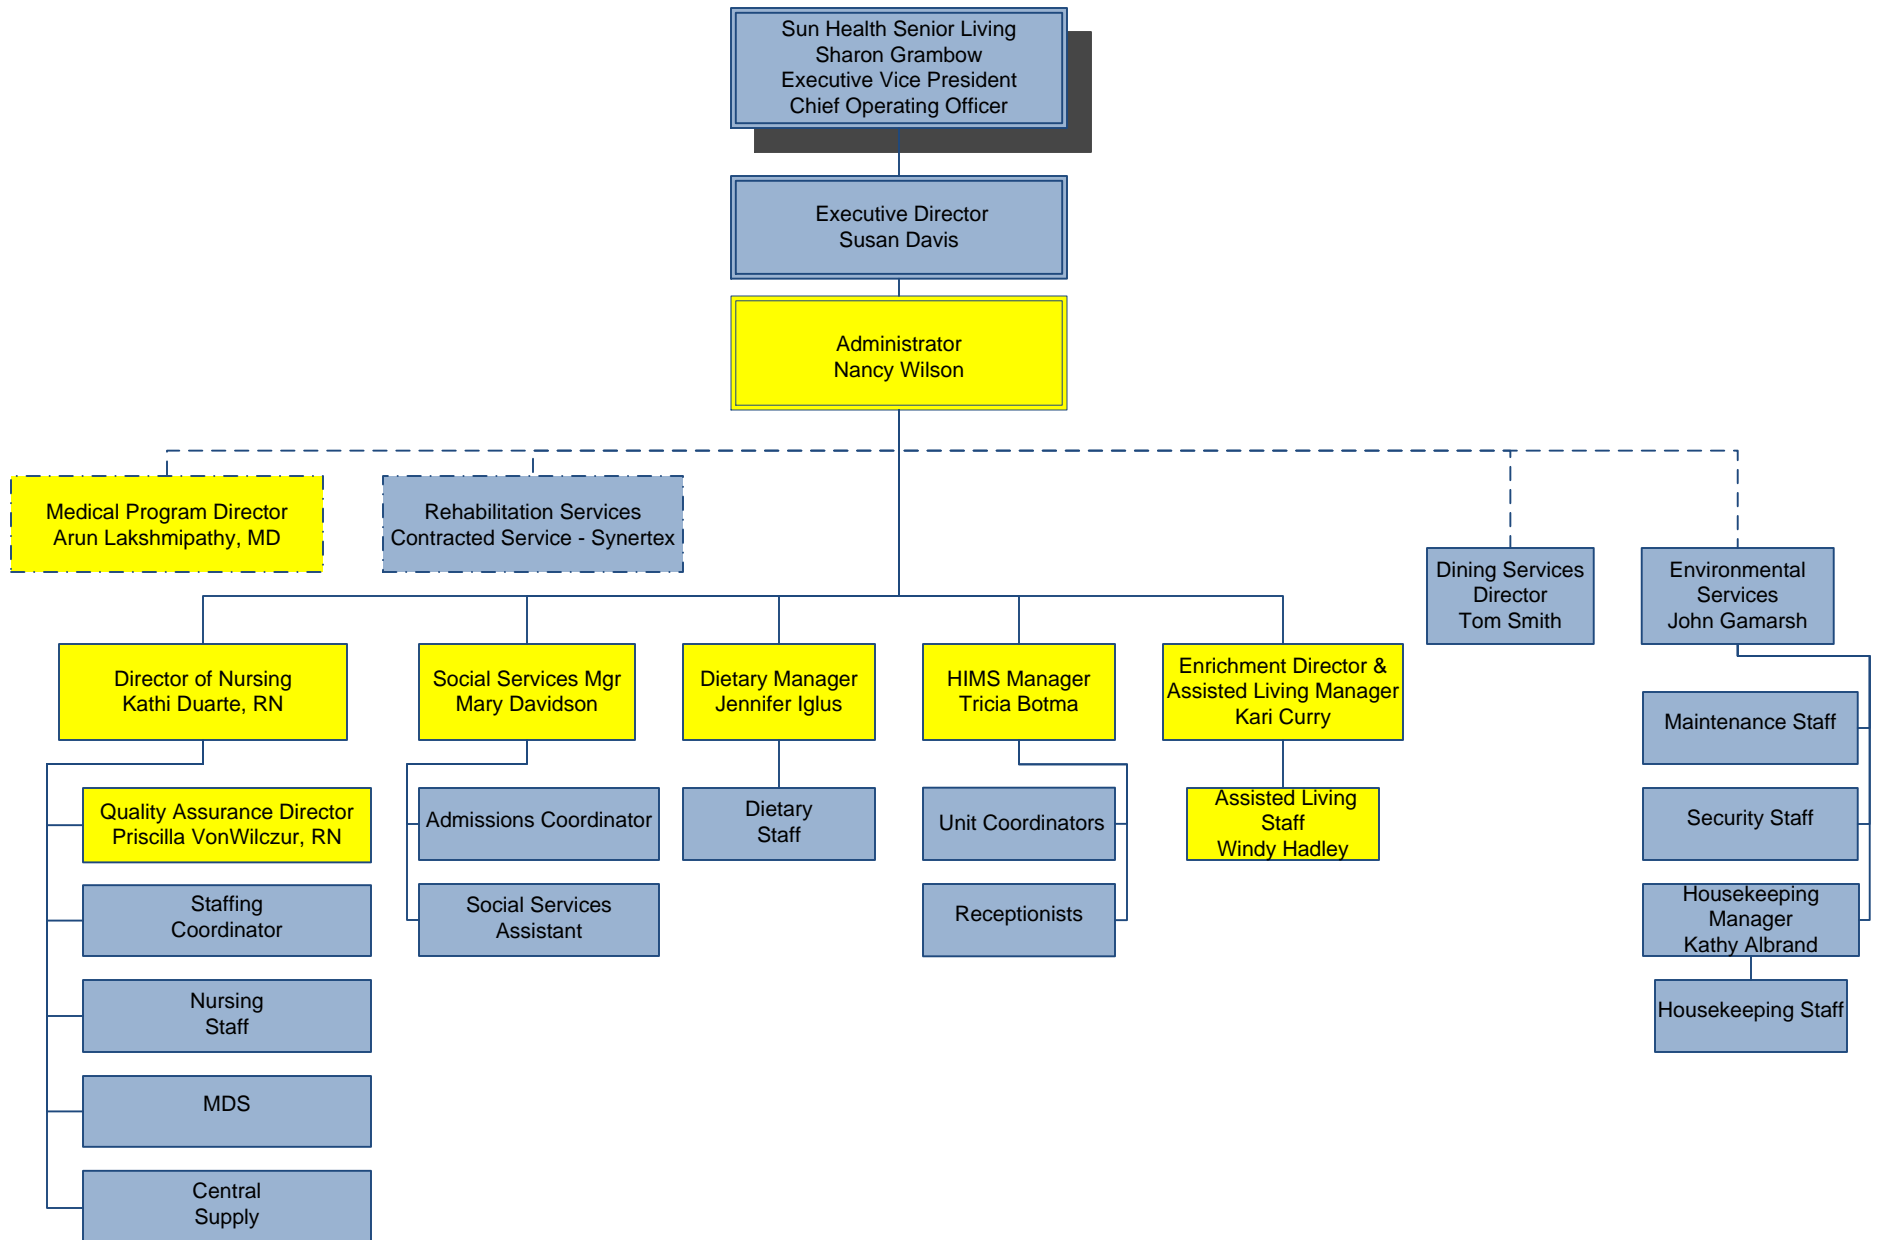 Sun Health Senior Living
Sharon Grambow
Executive Vice President
Chief Operating Officer
Executive Director
Susan Davis
Administrator
Nancy Wilson
Medical Program Director
Arun Lakshmipathy, MD
Rehabilitation Services
Contracted Service - Synertex
Dining Services
Director
Tom Smith
Environmental
Services
John Gamarsh
Director of Nursing
Kathi Duarte, RN
Social Services Mgr
Mary Davidson
Dietary Manager
Jennifer Iglus
HIMS Manager
Tricia Botma
Enrichment Director &
Assisted Living Manager
Kari Curry
Quality Assurance Director
Priscilla VonWilczur, RN
Staffing
Coordinator
Nursing
Staff
MDS
Central
Supply
Admissions Coordinator
Social Services
Assistant
Dietary
Staff
Unit Coordinators
Receptionists
Assisted Living
Staff
Windy Hadley
Maintenance Staff
Security Staff
Housekeeping
Manager
Kathy Albrand
Housekeeping Staff